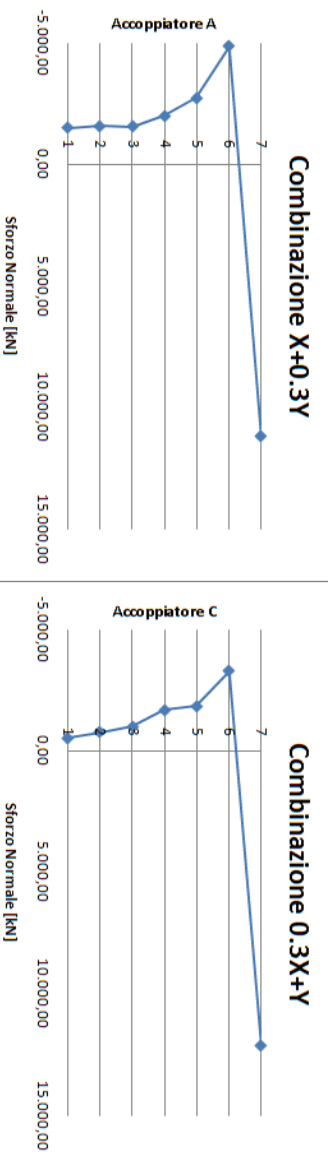 Combinazione X+0.3Y
Accoppiatore A
7
6
5
4
3
2
1
-5.000,00 0,00 5.000,00 10.000,00 15.000,00
Sforzo Normale [kN]
Combinazione 0.3X+Y
Accoppiatore C
7
6
5
4
3
2
1
-5.000,00 0,00 5.000,00 10.000,00 15.000,00
Sforzo Normale [kN]